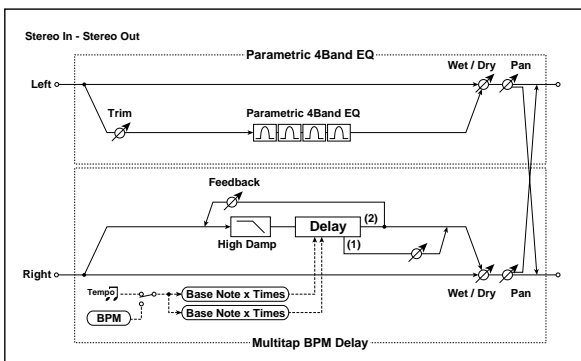 Stereo In - Stereo Out
Parametric 4Band EQ
Wet / Dry
Pan
Left
Trim
Parametric 4Band EQ
Feedback
High Damp
Delay
(2)
(1)
Right
Tempo
BPM
Base Note x Times
Base Note x Times
Wet / Dry
Pan
Multitap BPM Delay